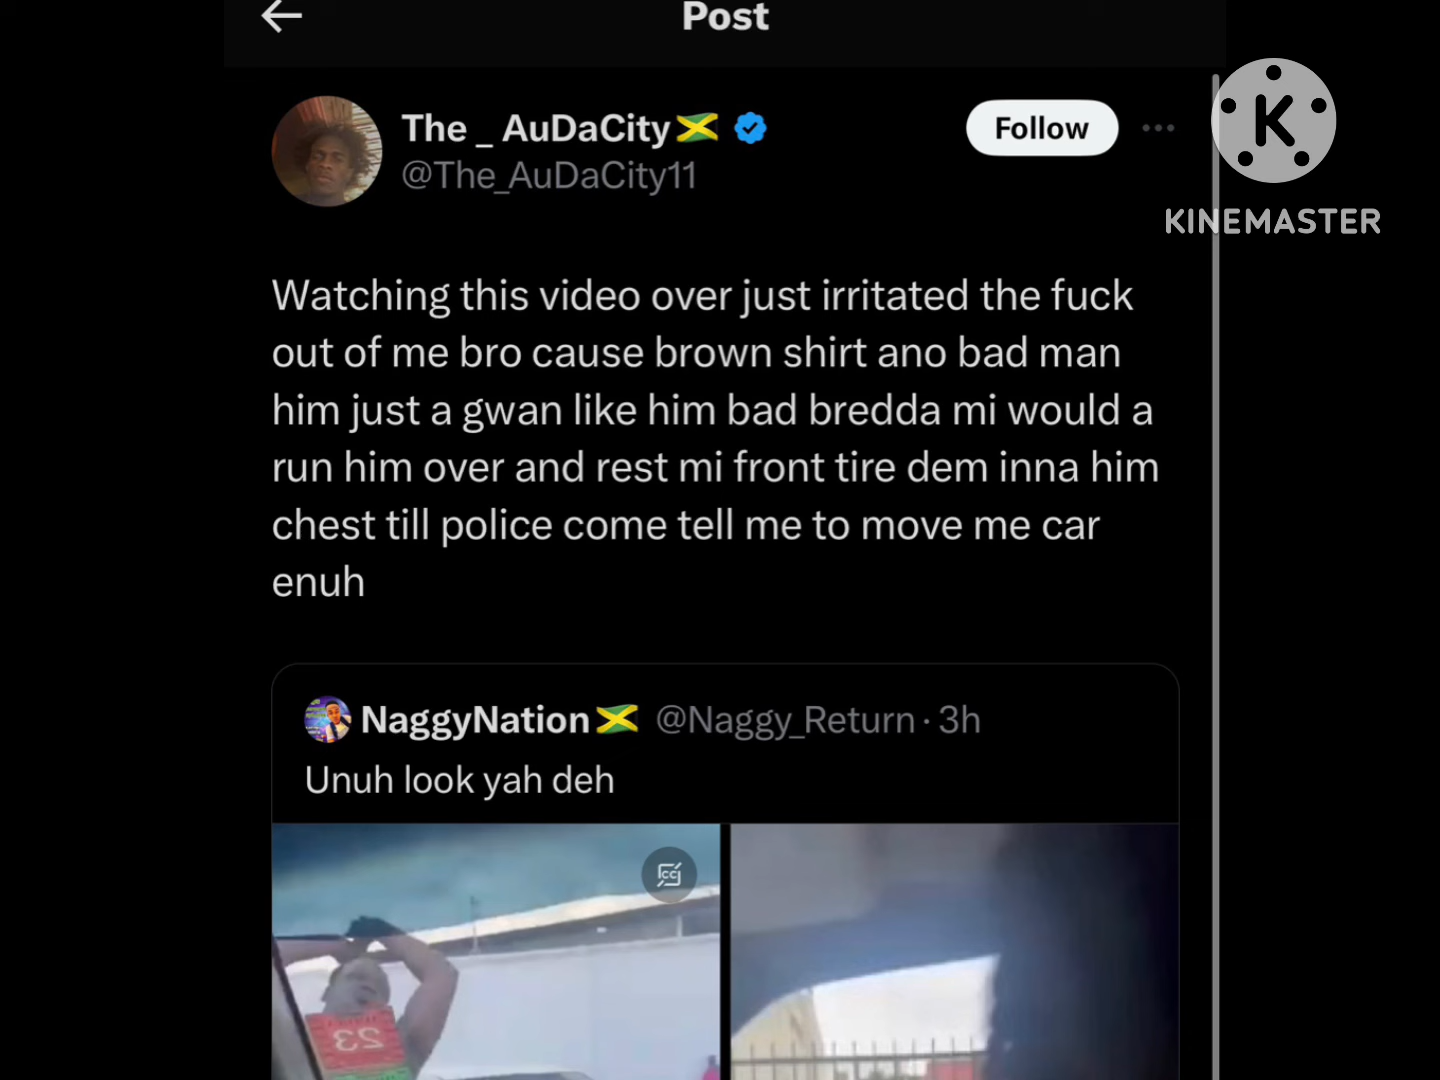 Post
The _ AuDaCity
Follow
@The_AuDaCity11
KINEMASTER
Watching this video over just irritated the fuck
out of me bro cause brown shirt ano bad man
him just a gwan like him bad bredda mi would a
run him over and rest mi front tire dem inna him
chest till police come tell me to move me car
enuh
NaggyNation @Naggy_Return · 3h
Unuh look yah deh
CC
23